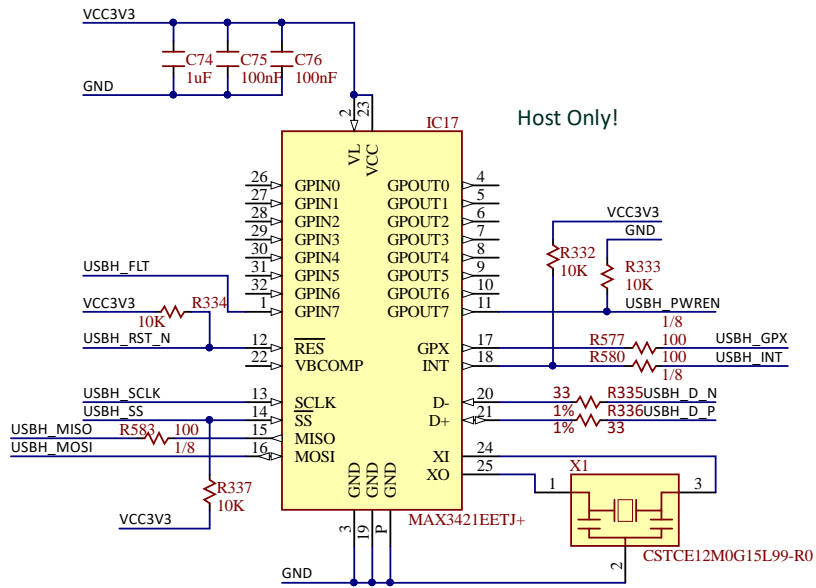 VCC3V3
C74
1uF
C75
100nF
C76
100nF
GND
2
23
IC17
Host Only!
VL
VCC
26 GPIN0 GPOUT0 4
27 GPIN1 GPOUT1 5
28 GPIN2 GPOUT2 6
29 GPIN3 GPOUT3 7
30 GPIN4 GPOUT4 8
31 GPIN5 GPOUT5 9
32 GPIN6 GPOUT6 10
1 GPIN7 GPOUT7 11
VCC3V3
GND
R332
10K
R333
10K
USBH_FLT
VCC3V3
R334
10K
USBH_RST_N
USBH_PWREN
1/8
12 RES GPX 17
R577 100 USBH_GPX
22 VBCOMP INT 18
R580 100 USBH_INT
1/8
USBH_SCLK 13 SCLK
D- 20 33 R335 USBH_D_N
1%
USBH_SS 14 SS
D+ 21 R336 USBH_D_P
1% 33
USBH_MISO R583 100 15 MISO
USBH_MOSI 1/8 16 MOSI
XI 24
XO 25
R337
10K
VCC3V3
GND
GND
GND
3
19
P
MAX3421EETJ+
X1
1
3
2
CSTCE12M0G15L99-R0
GND